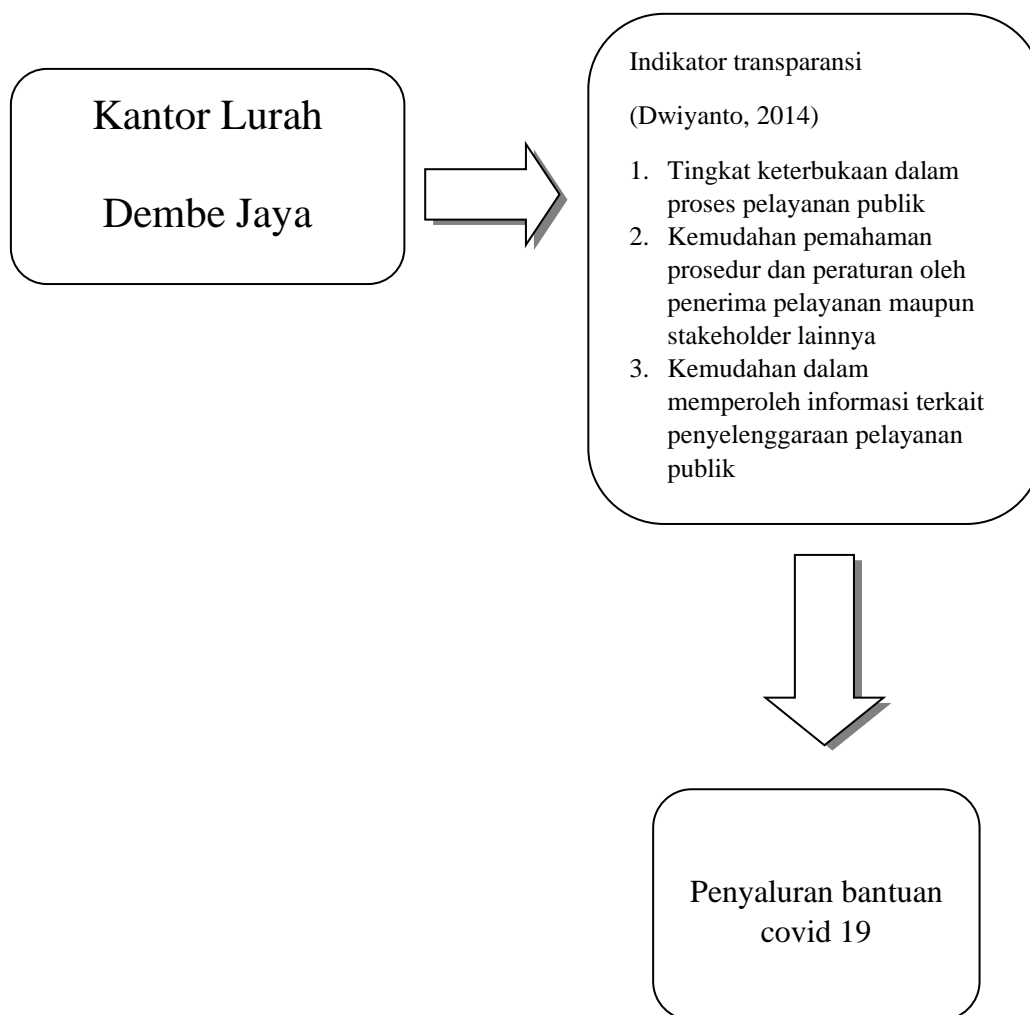 Kantor Lurah
Dembe Jaya
Indikator transparansi
(Dwiyanto, 2014)
1. Tingkat keterbukaan dalam
proses pelayanan publik
2. Kemudahan pemahaman
prosedur dan peraturan oleh
penerima pelayanan maupun
stakeholder lainnya
3. Kemudahan dalam
memperoleh informasi terkait
penyelenggaraan pelayanan
publik
Penyaluran bantuan
covid 19